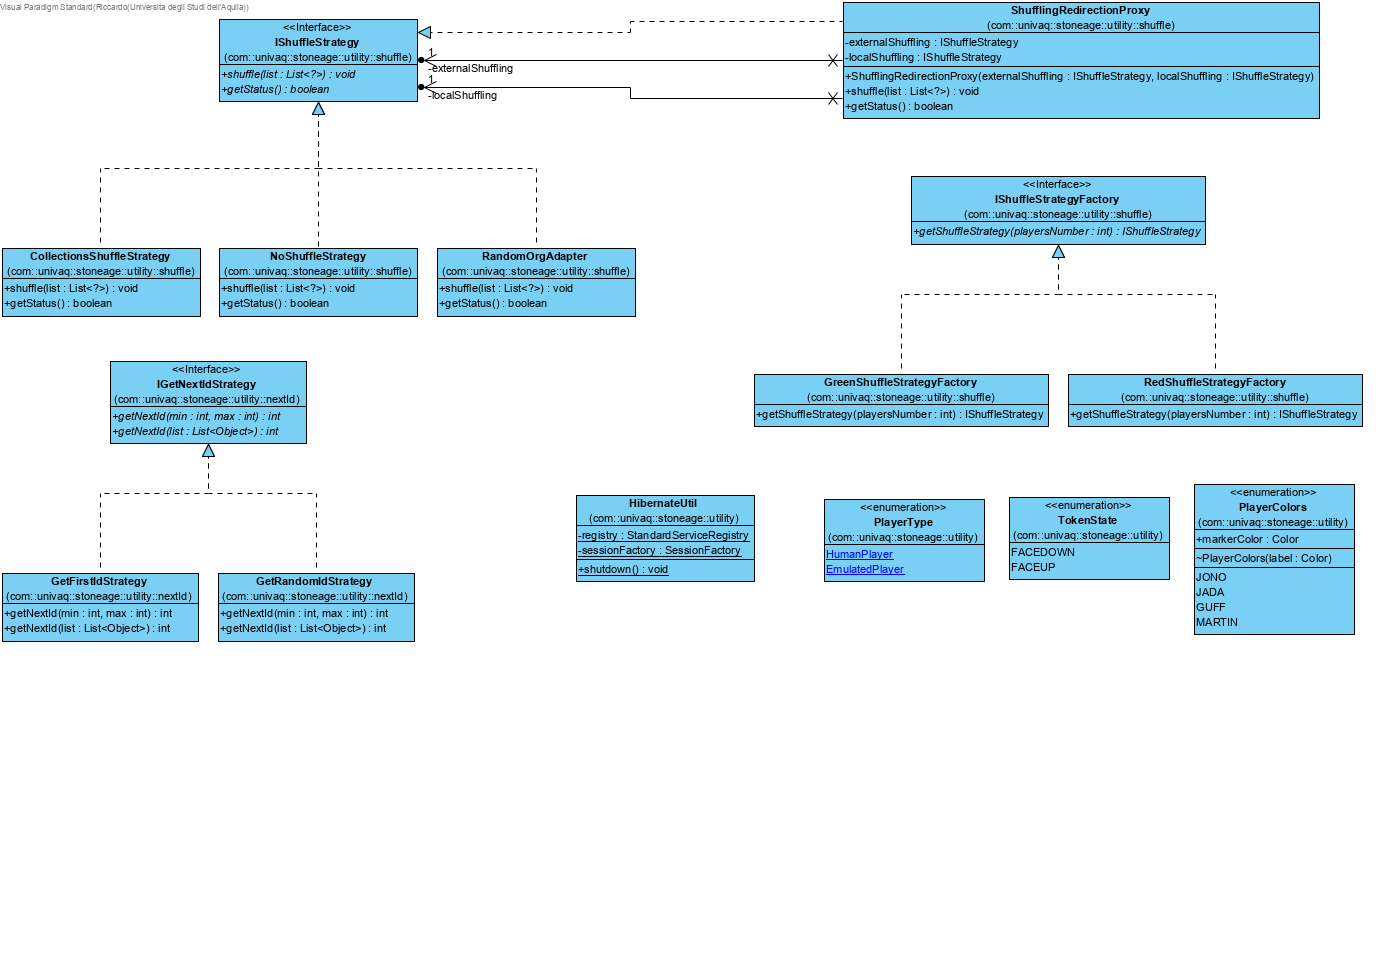 Visual Paradigm Standard(Riccardo(Universita degli Studi dell'Aquila))
<<Interface>>
IShuffleStrategy
(com::univaq::stoneage::utility::shuffle)
+shuffle(list : List<?>) : void
+getStatus() : boolean
1
-externalShuffling
1
-localShuffling
ShufflingRedirectionProxy
(com::univaq::stoneage::utility::shuffle)
-externalShuffling : IShuffleStrategy
-localShuffling : IShuffleStrategy
+ShufflingRedirectionProxy(externalShuffling : IShuffleStrategy, localShuffling : IShuffleStrategy)
+shuffle(list : List<?>) : void
+getStatus() : boolean
<<Interface>>
IShuffleStrategyFactory
(com::univaq::stoneage::utility::shuffle)
+getShuffleStrategy(playersNumber : int) : IShuffleStrategy
CollectionsShuffleStrategy
(com::univaq::stoneage::utility::shuffle)
+shuffle(list : List<?>) : void
+getStatus() : boolean
NoShuffleStrategy
(com::univaq::stoneage::utility::shuffle)
+shuffle(list : List<?>) : void
+getStatus() : boolean
RandomOrgAdapter
(com::univaq::stoneage::utility::shuffle)
+shuffle(list : List<?>) : void
+getStatus() : boolean
GreenShuffleStrategyFactory
(com::univaq::stoneage::utility::shuffle)
+getShuffleStrategy(playersNumber : int) : IShuffleStrategy
RedShuffleStrategyFactory
(com::univaq::stoneage::utility::shuffle)
+getShuffleStrategy(playersNumber : int) : IShuffleStrategy
<<Interface>>
IGetNextIdStrategy
(com::univaq::stoneage::utility::nextId)
+getNextId(min : int, max : int) : int
+getNextId(list : List<Object>) : int
GetFirstIdStrategy
(com::univaq::stoneage::utility::nextId)
+getNextId(min : int, max : int) : int
+getNextId(list : List<Object>) : int
GetRandomIdStrategy
(com::univaq::stoneage::utility::nextId)
+getNextId(min : int, max : int) : int
+getNextId(list : List<Object>) : int
HibernateUtil
(com::univaq::stoneage::utility)
-registry : StandardServiceRegistry
-sessionFactory : SessionFactory
+shutdown() : void
<<enumeration>>
PlayerType
(com::univaq::stoneage::utility)
HumanPlayer
EmulatedPlayer
<<enumeration>>
TokenState
(com::univaq::stoneage::utility)
FACEDOWN
FACEUP
<<enumeration>>
PlayerColors
(com::univaq::stoneage::utility)
+markerColor : Color
~PlayerColors(label : Color)
JONO
JADA
GUFF
MARTIN